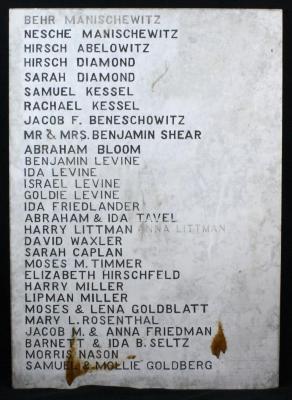 BEHR MANISCHEWITZ
NESCHE MANISCHEWITZ
HIRSCH ABELOWITZ
HIRSCH DIAMOND
SARAH DIAMOND
SAMUEL KESSEL
RACHAEL KESSEL
JACOB F. BENESCHOWITZ
MR & MRS. BENJAMIN SHEAR
ABRAHAM BLOOM
BENJAMIN LEVINE
IDA LEVINE
ISRAEL LEVINE
GOLDIE LEVINE
IDA FRIEDLANDER
ABRAHAM & IDA TAVEL
HARRY LITTMAN ANNA LITTMAN
DAVID WAXLER
SARAH CAPLAN
MOSES M. TIMMER
ELIZABETH HIRSCHFELD
HARRY MILLER
LIPMAN MILLER
MOSES & LENA GOLDBLATT
MARY L. ROSENTHAL
JACOB M. & ANNA FRIEDMAN
BARNETT & IDA B. SELTZ
MORRIS NASON
SAMUEL & MOLLIE GOLDBERG